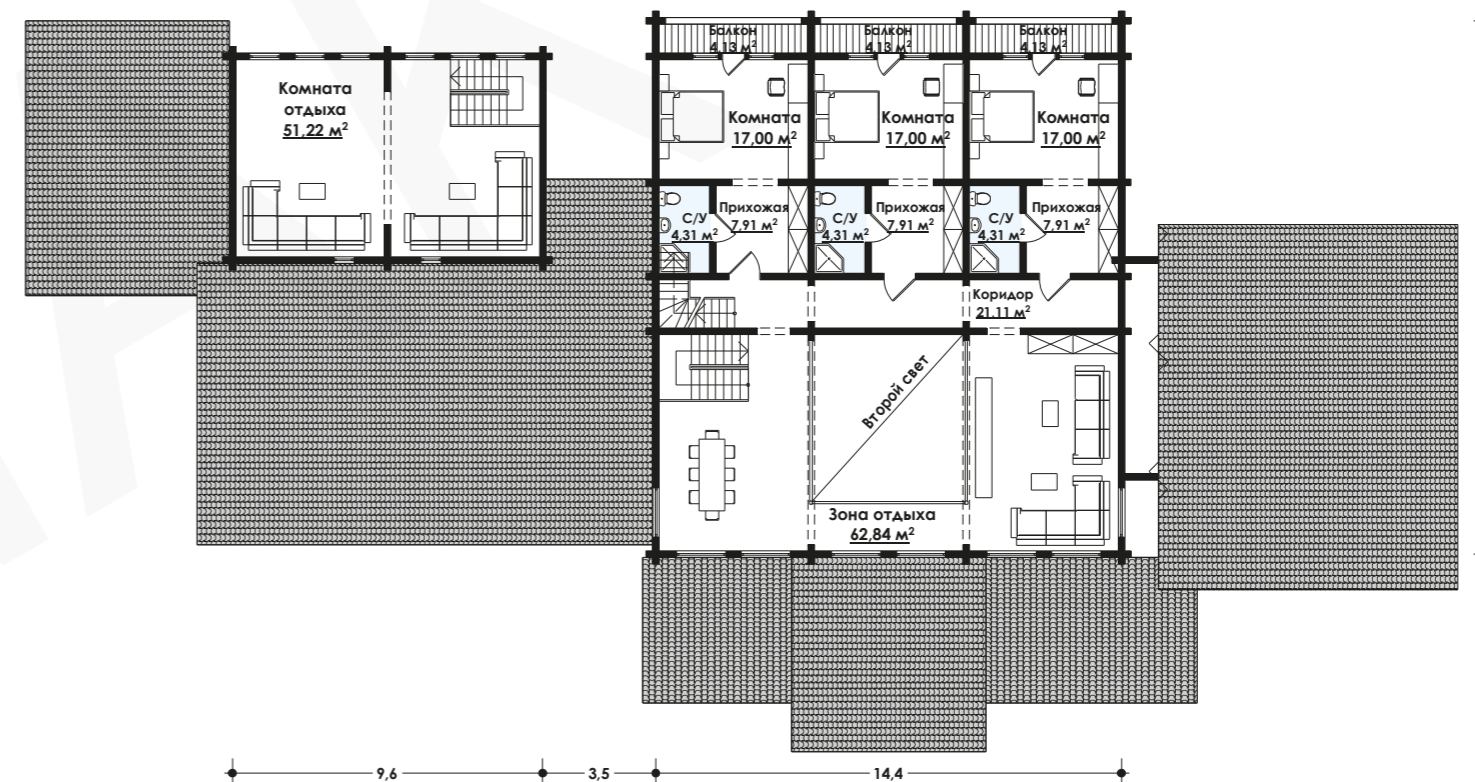 Балкон
4,13 м²
Балкон
4,13 м²
Балкон
4,13 м²
Комната
отдыха
51,22 м²
Комната
17,00 м²
Комната
17,00 м²
Комната
17,00 м²
С/У
4,31 м²
Прихожая
7,91 м²
С/У
4,31 м²
Прихожая
7,91 м²
С/У
4,31 м²
Прихожая
7,91 м²
Коридор
21.11 м²
Второй свет
Зона отдыха
62,84 м²
9,6
3,5
14,4